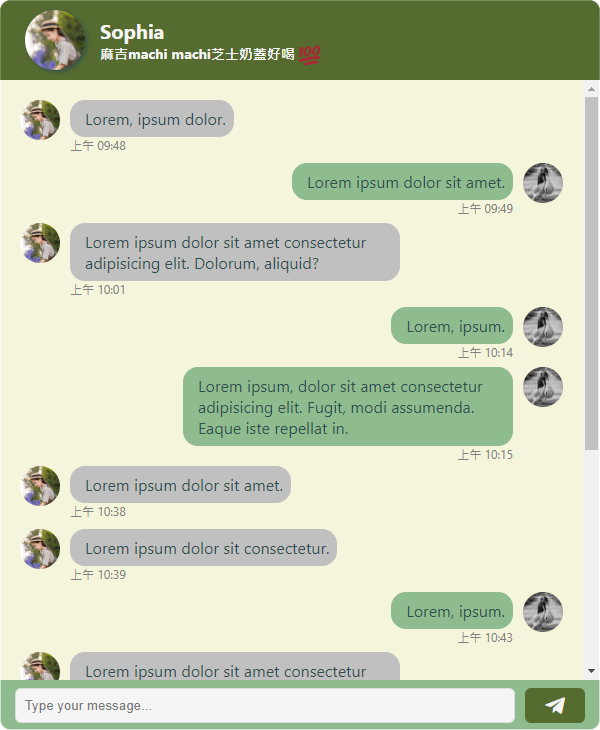 Sophia
麻吉machi machi芝士奶蓋好喝 💯
Lorem, ipsum dolor.
上午 09:48
Lorem ipsum dolor sit amet.
上午 09:49
Lorem ipsum dolor sit amet consectetur
adipisicing elit. Dolorum, aliquid?
上午 10:01
Lorem, ipsum.
上午 10:14
Lorem ipsum, dolor sit amet consectetur
adipisicing elit. Fugit, modi assumenda.
Eaque iste repellat in.
上午 10:15
Lorem ipsum dolor sit amet.
上午 10:38
Lorem ipsum dolor sit consectetur.
上午 10:39
Lorem, ipsum.
上午 10:43
Lorem ipsum dolor sit amet consectetur
Type your message...